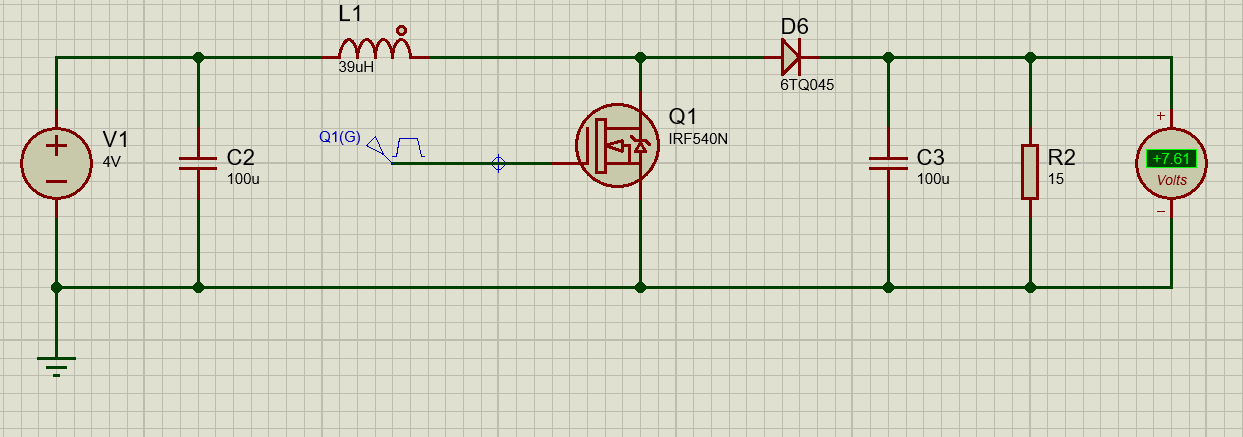 L1
39uH
D6
6TQ045
V1
4V
C2
100u
Q1(G)
Q1
IRF540N
C3
100u
R2
15
+
+7.61
Volts
−